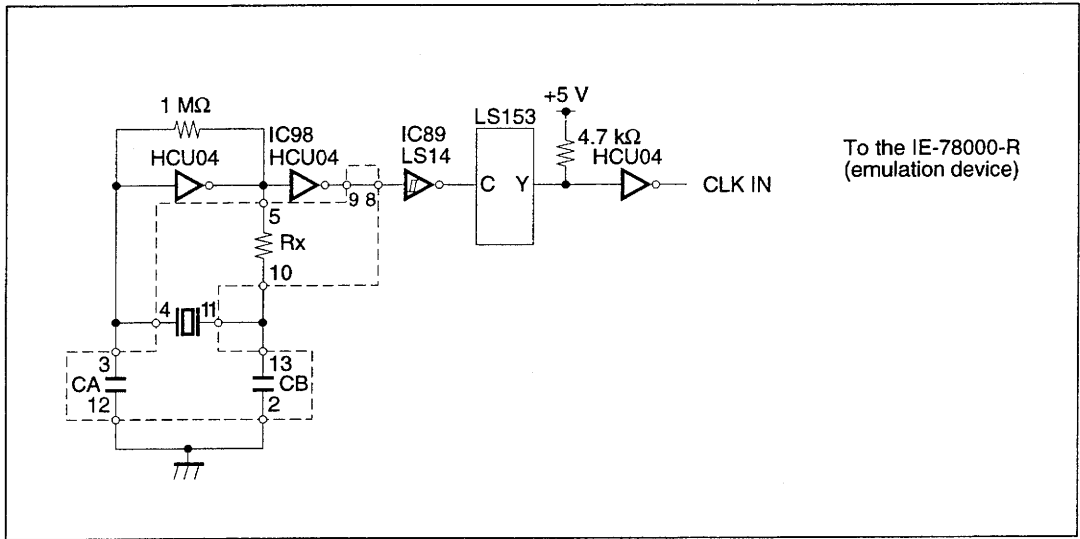 1 MΩ
HCU04
IC98
HCU04
9 8
IC89
LS14
LS153
C Y
+5 V
4.7 kΩ
HCU04
CLK IN
To the IE-78000-R
(emulation device)
5
Rx
10
4 11
3
CA
12
13
CB
2